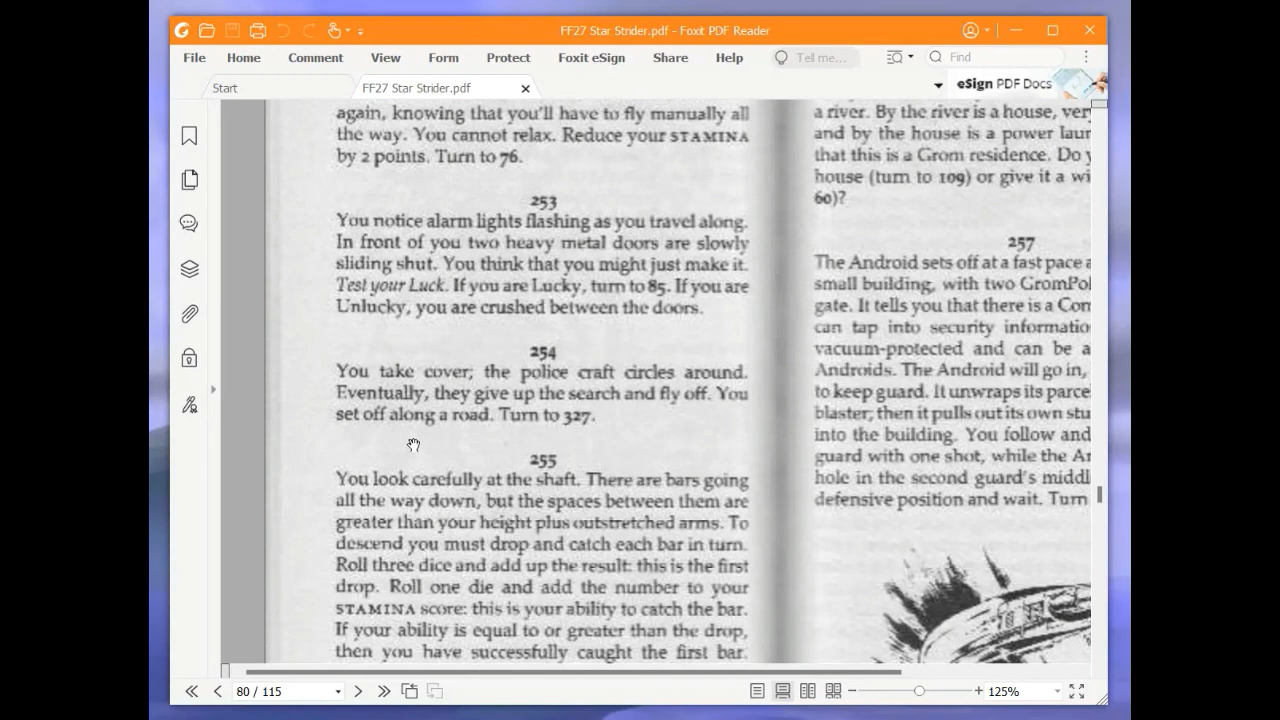 FF27 Star Strider.pdf - Foxit PDF Reader
File Home Comment View Form Protect Foxit eSign Share Help Tell me... Find
Start FF27 Star Strider.pdf eSign PDF Docs
again, knowing that you'll have to fly manually all
the way. You cannot relax. Reduce your STAMINA
by 2 points. Turn to 76.
253
You notice alarm lights flashing as you travel along.
In front of you two heavy metal doors are slowly
sliding shut. You think that you might just make it.
Test your Luck. If you are Lucky, turn to 85. If you are
Unlucky, you are crushed between the doors.
254
You take cover; the police craft circles around.
Eventually, they give up the search and fly off. You
set off along a road. Turn to 327.
255
You look carefully at the shaft. There are bars going
all the way down, but the spaces between them are
greater than your height plus outstretched arms. To
descend you must drop and catch each bar in turn.
Roll three dice and add up the result: this is the first
drop. Roll one die and add the number to your
STAMINA score: this is your ability to catch the bar.
If your ability is equal to or greater than the drop,
then you have successfully caught the first bar.
a river. By the river is a house, ver
and by the house is a power laun
that this is a Grom residence. Do y
house (turn to 109) or give it a wi
60)?
257
The Android sets off at a fast pace a
small building, with two GromPol
gate. It tells you that there is a Com
can tap into security informatio
vacuum-protected and can be a
Androids. The Android will go in,
to keep guard. It unwraps its parce
blaster; then it pulls out its own stu
into the building. You follow and
guard with one shot, while the An
hole in the second guard's middl
defensive position and wait. Turn
80 / 115 125%